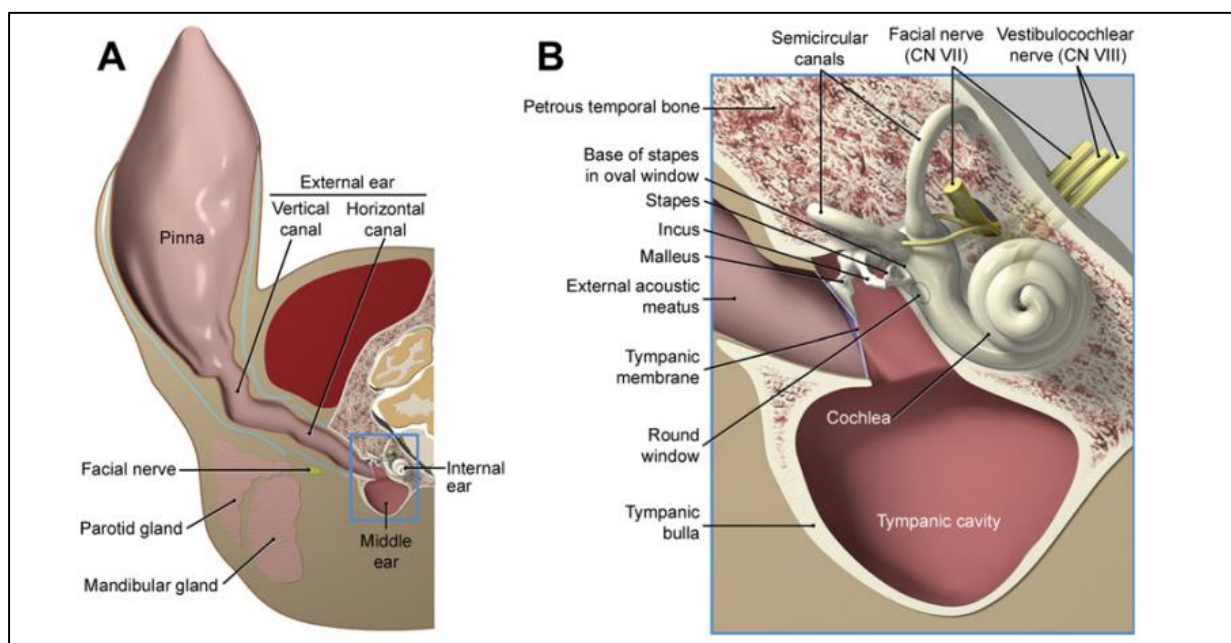 A
External ear
Vertical
canal
Horizontal
canal
Pinna
Facial nerve
Parotid gland
Mandibular gland
Internal
ear
Middle
ear
B
Semicircular
canals
Facial nerve
(CN VII)
Vestibulocochlear
nerve (CN VIII)
Petrous temporal bone
Base of stapes
in oval window
Stapes
Incus
Malleus
External acoustic
meatus
Tympanic
membrane
Cochlea
Round
window
Tympanic
bulla
Tympanic cavity